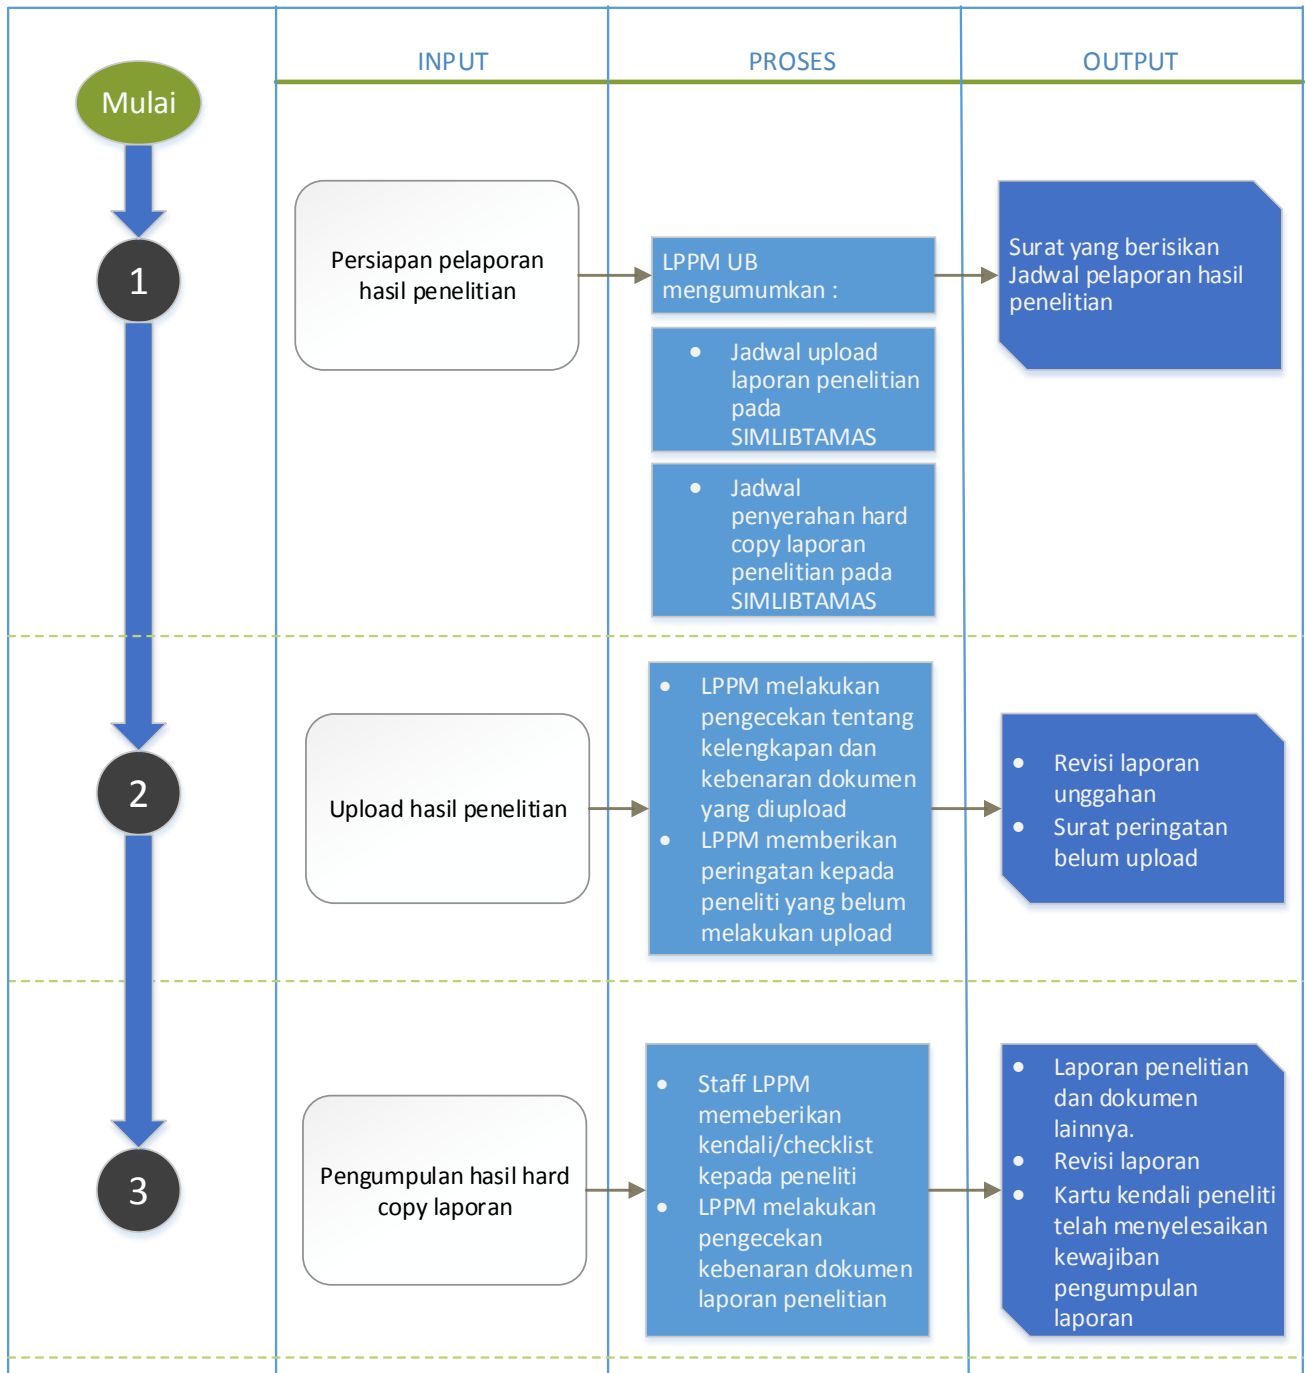 INPUT
PROSES
OUTPUT
Mulai
1
Persiapan pelaporan
hasil penelitian
LPPM UB
mengumumkan :
• Jadwal upload
laporan penelitian
pada
SIMLIBTAMAS
• Jadwal
penyerahan hard
copy laporan
penelitian pada
SIMLIBTAMAS
Surat yang berisikan
Jadwal pelaporan hasil
penelitian
2
Upload hasil penelitian
• LPPM melakukan
pengecekan tentang
kelengkapan dan
kebenaran dokumen
yang diupload
• LPPM memberikan
peringatan kepada
peneliti yang belum
melakukan upload
• Revisi laporan
unggahan
• Surat peringatan
belum upload
3
Pengumpulan hasil hard
copy laporan
• Staff LPPM
memeberikan
kendali/checklist
kepada peneliti
• LPPM melakukan
pengecekan
kebenaran dokumen
laporan penelitian
• Laporan penelitian
dan dokumen
lainnya.
• Revisi laporan
• Kartu kendali peneliti
telah menyelesaikan
kewajiban
pengumpulan
laporan